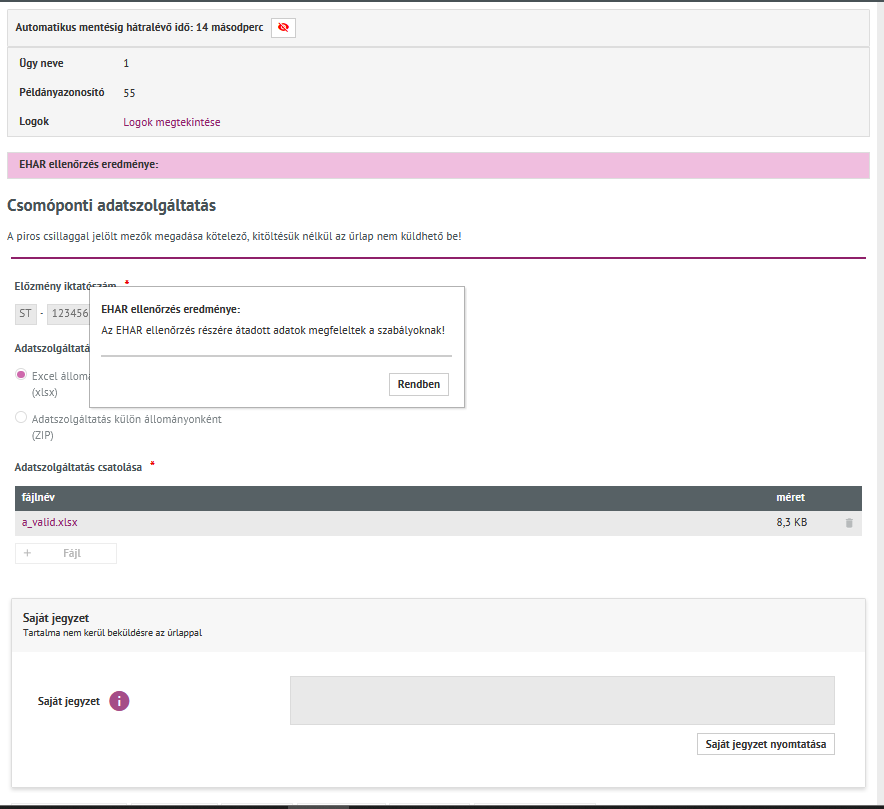 Automatikus mentésig hátralévő idő: 14 másodperc
Ügy neve 1
Példányazonosító 55
Logok Logok megtekintése
EHAR ellenőrzés eredménye:
Csomóponti adatszolgáltatás
A piros csillaggal jelölt mezők megadása kötelező, kitöltésük nélkül az űrlap nem küldhető be!
Előzmény iktatószám *
ST - 123456
EHAR ellenőrzés eredménye:
Az EHAR ellenőrzés részére átadott adatok megfeleltek a szabályoknak!
Rendben
Adatszolgáltatá
Excel álloma
(xlsx)
Adatszolgáltatás külön állományonként
(ZIP)
Adatszolgáltatás csatolása *
fájlnév méret
a_valid.xlsx 8,3 KB
+ Fájl
Saját jegyzet
Tartalma nem kerül beküldésre az űrlappal
Saját jegyzet i
Saját jegyzet nyomtatása